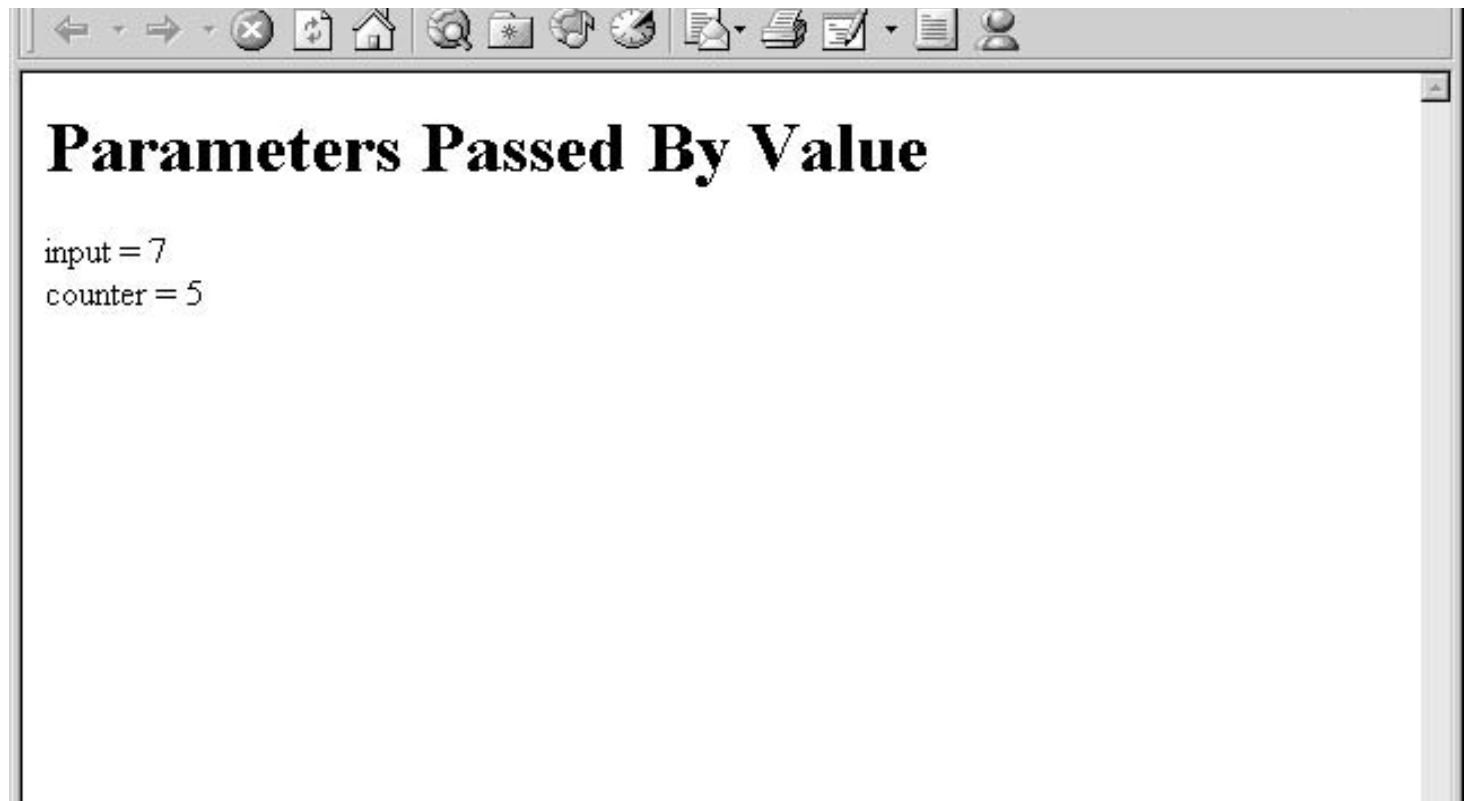 Parameters Passed By Value
input = 7
counter = 5